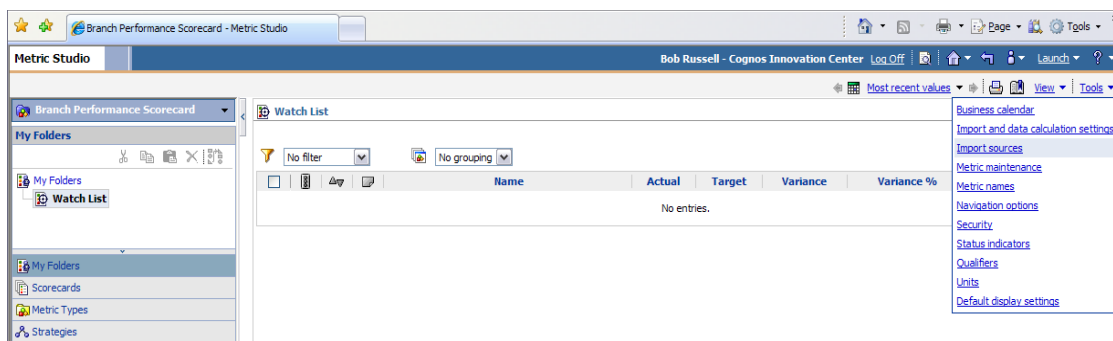 Branch Performance Scorecard - Metric Studio
Page Tools
Metric Studio Bob Russell - Cognos Innovation Center Log Off Launch ?
Most recent values View Tools
Branch Performance Scorecard
Watch List
My Folders
No filter No grouping
My Folders
Watch List
Name Actual Target Variance Variance %
No entries.
My Folders
Scorecards
Metric Types
Strategies
Business calendar
Import and data calculation settings
Import sources
Metric maintenance
Metric names
Navigation options
Security
Status indicators
Qualifiers
Units
Default display settings